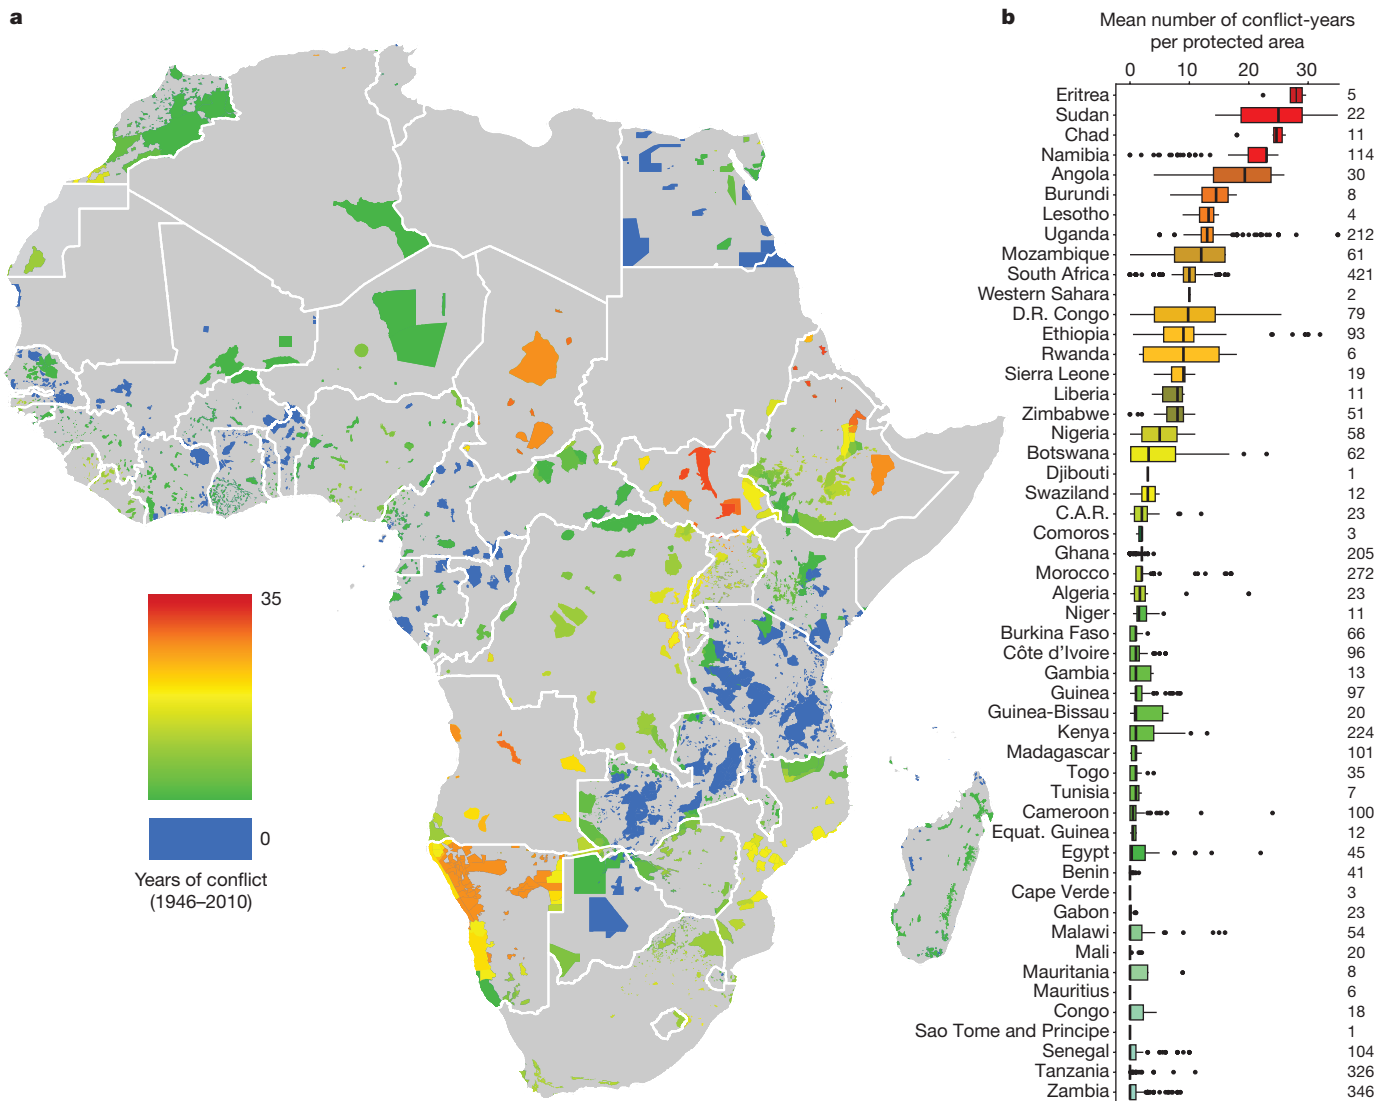 a
35
0
Years of conflict
(1946–2010)
b
Mean number of conflict-years
per protected area
0 10 20 30
Eritrea 5
Sudan 22
Chad 11
Namibia 114
Angola 30
Burundi 8
Lesotho 4
Uganda 212
Mozambique 61
South Africa 421
Western Sahara 2
D.R. Congo 79
Ethiopia 93
Rwanda 6
Sierra Leone 19
Liberia 11
Zimbabwe 51
Nigeria 58
Botswana 62
Djibouti 1
Swaziland 12
C.A.R. 23
Comoros 3
Ghana 205
Morocco 272
Algeria 23
Niger 11
Burkina Faso 66
Côte d’Ivoire 96
Gambia 13
Guinea 97
Guinea-Bissau 20
Kenya 224
Madagascar 101
Togo 35
Tunisia 7
Cameroon 100
Equat. Guinea 12
Egypt 45
Benin 41
Cape Verde 3
Gabon 23
Malawi 54
Mali 20
Mauritania 8
Mauritius 6
Congo 18
Sao Tome and Principe 1
Senegal 104
Tanzania 326
Zambia 346